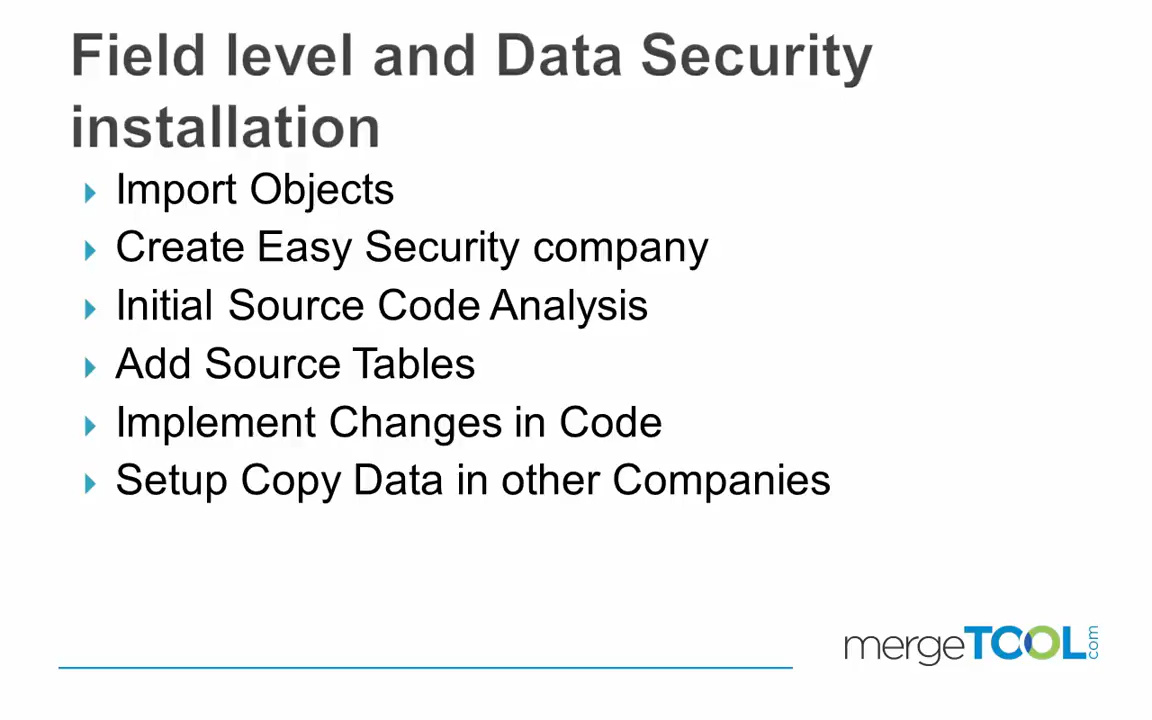 Field level and Data Security
installation
Import Objects
Create Easy Security company
Initial Source Code Analysis
Add Source Tables
Implement Changes in Code
Setup Copy Data in other Companies
mergeTOOL.com